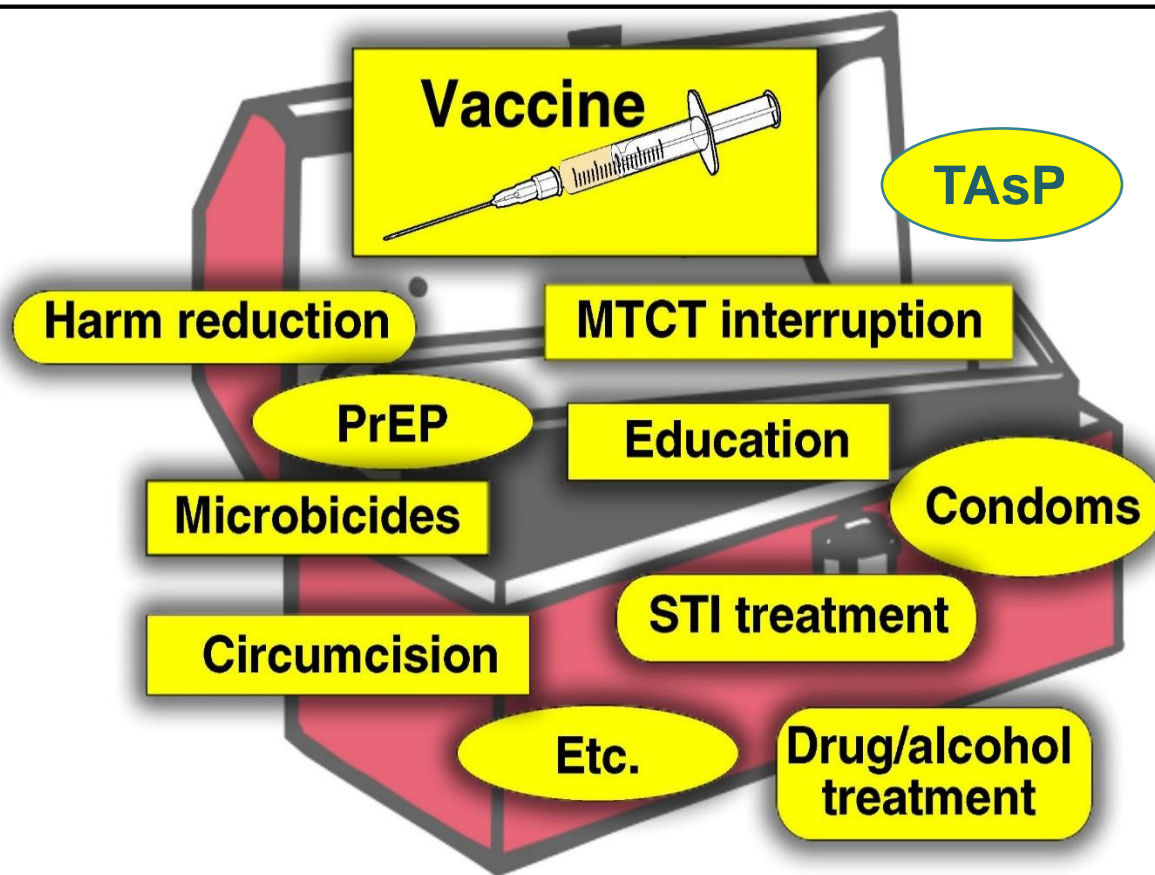 Vaccine
TAsP
Harm reduction
MTCT interruption
PrEP
Education
Condoms
Microbicides
STI treatment
Circumcision
Etc.
Drug/alcohol
treatment